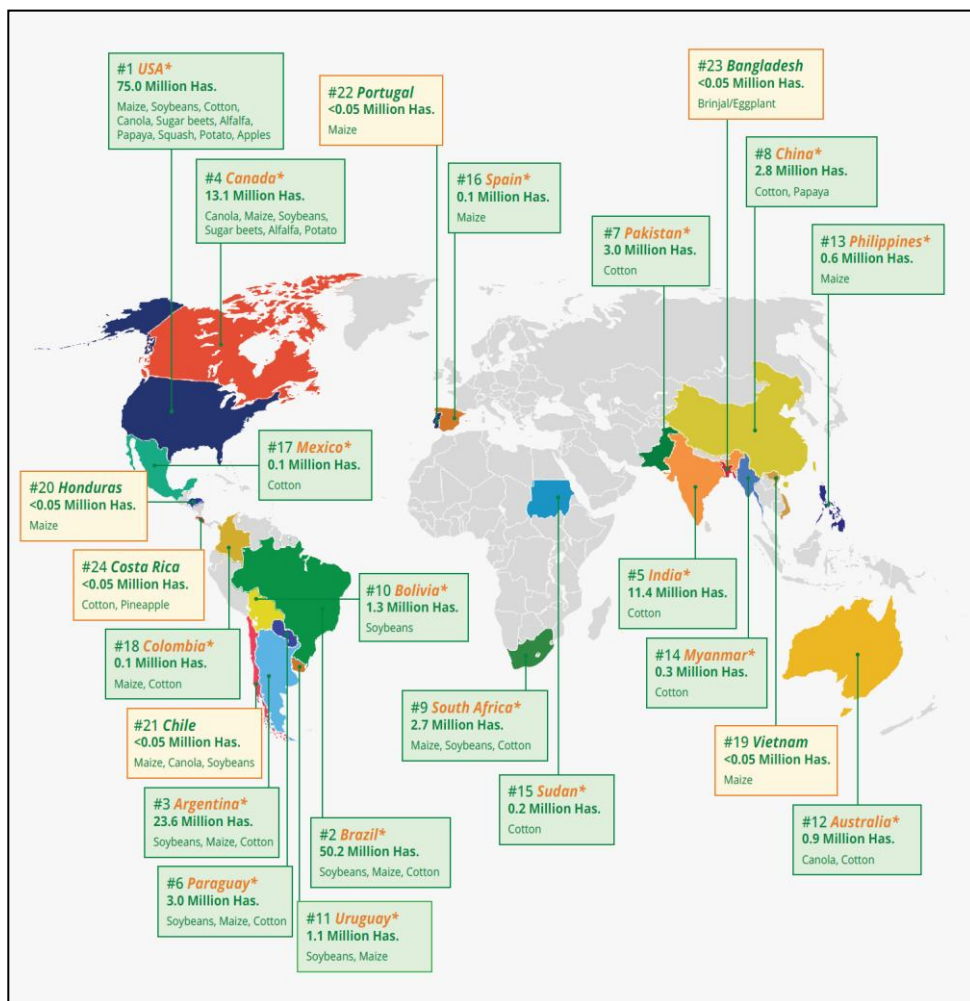 #1 USA*
75.0 Million Has.
Maize, Soybeans, Cotton,
Canola, Sugar beets, Alfalfa,
Papaya, Squash, Potato, Apples
#4 Canada*
13.1 Million Has.
Canola, Maize, Soybeans,
Sugar beets, Alfalfa, Potato
#22 Portugal
<0.05 Million Has.
Maize
#16 Spain*
0.1 Million Has.
Maize
#23 Bangladesh
<0.05 Million Has.
Brinjal/Eggplant
#8 China*
2.8 Million Has.
Cotton, Papaya
#7 Pakistan*
3.0 Million Has.
Cotton
#13 Philippines*
0.6 Million Has.
Maize
#17 Mexico*
0.1 Million Has.
Cotton
#20 Honduras
<0.05 Million Has.
Maize
#24 Costa Rica
<0.05 Million Has.
Cotton, Pineapple
#10 Bolivia*
1.3 Million Has.
Soybeans
#5 India*
11.4 Million Has.
Cotton
#18 Colombia*
0.1 Million Has.
Maize, Cotton
#14 Myanmar*
0.3 Million Has.
Cotton
#9 South Africa*
2.7 Million Has.
Maize, Soybeans, Cotton
#21 Chile
<0.05 Million Has.
Maize, Canola, Soybeans
#19 Vietnam
<0.05 Million Has.
Maize
#15 Sudan*
0.2 Million Has.
Cotton
#3 Argentina*
23.6 Million Has.
Soybeans, Maize, Cotton
#2 Brazil*
50.2 Million Has.
Soybeans, Maize, Cotton
#12 Australia*
0.9 Million Has.
Canola, Cotton
#6 Paraguay*
3.0 Million Has.
Soybeans, Maize, Cotton
#11 Uruguay*
1.1 Million Has.
Soybeans, Maize